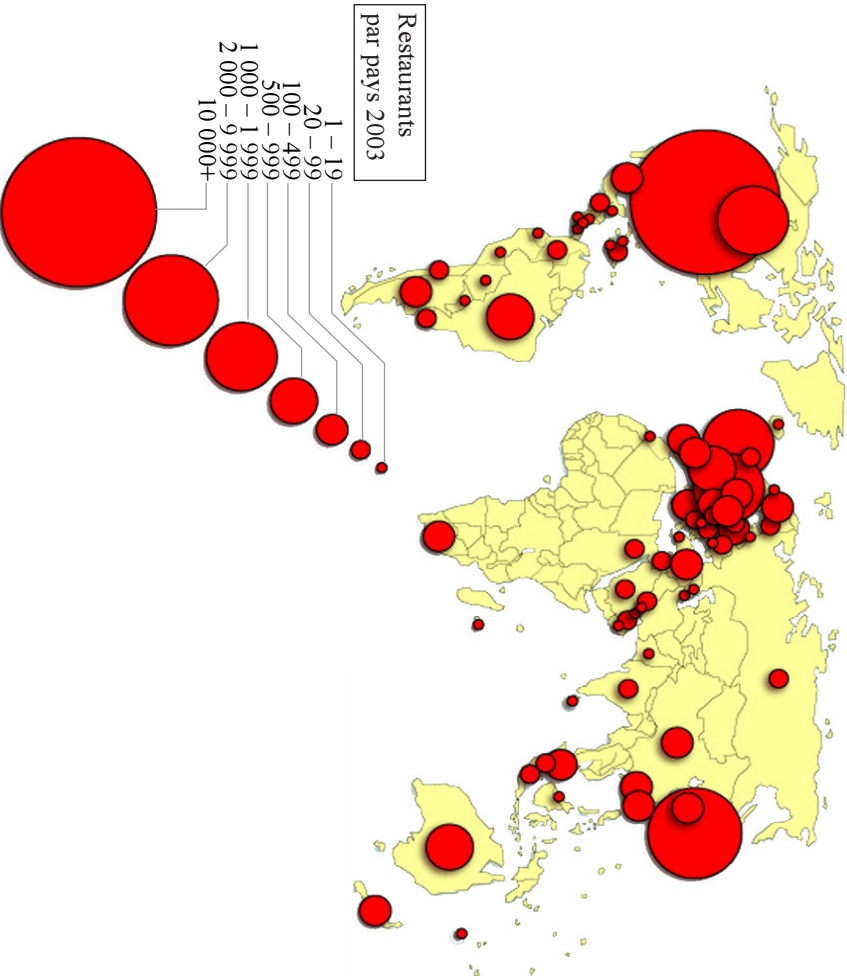 Restaurants
par pays 2003
1 – 19
20 – 99
100 – 499
500 – 999
1 000 – 1 999
2 000 – 9 999
10 000+